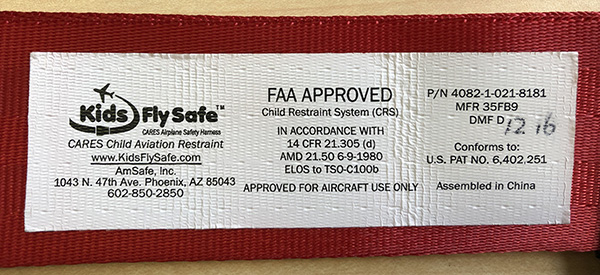 Kids Fly Safe™
CARES Airplane Safety Harness
CARES Child Aviation Restraint
www.KidsFlySafe.com
AmSafe, Inc.
1043 N. 47th Ave. Phoenix, AZ 85043
602-850-2850
FAA APPROVED
Child Restraint System (CRS)
IN ACCORDANCE WITH
14 CFR 21.305 (d)
AMD 21.50 6-9-1980
ELOS to TSO-C100b
APPROVED FOR AIRCRAFT USE ONLY
P/N 4082-1-021-8181
MFR 35FB9
DMF D 12 16
Conforms to:
U.S. PAT NO. 6,402,251
Assembled in China